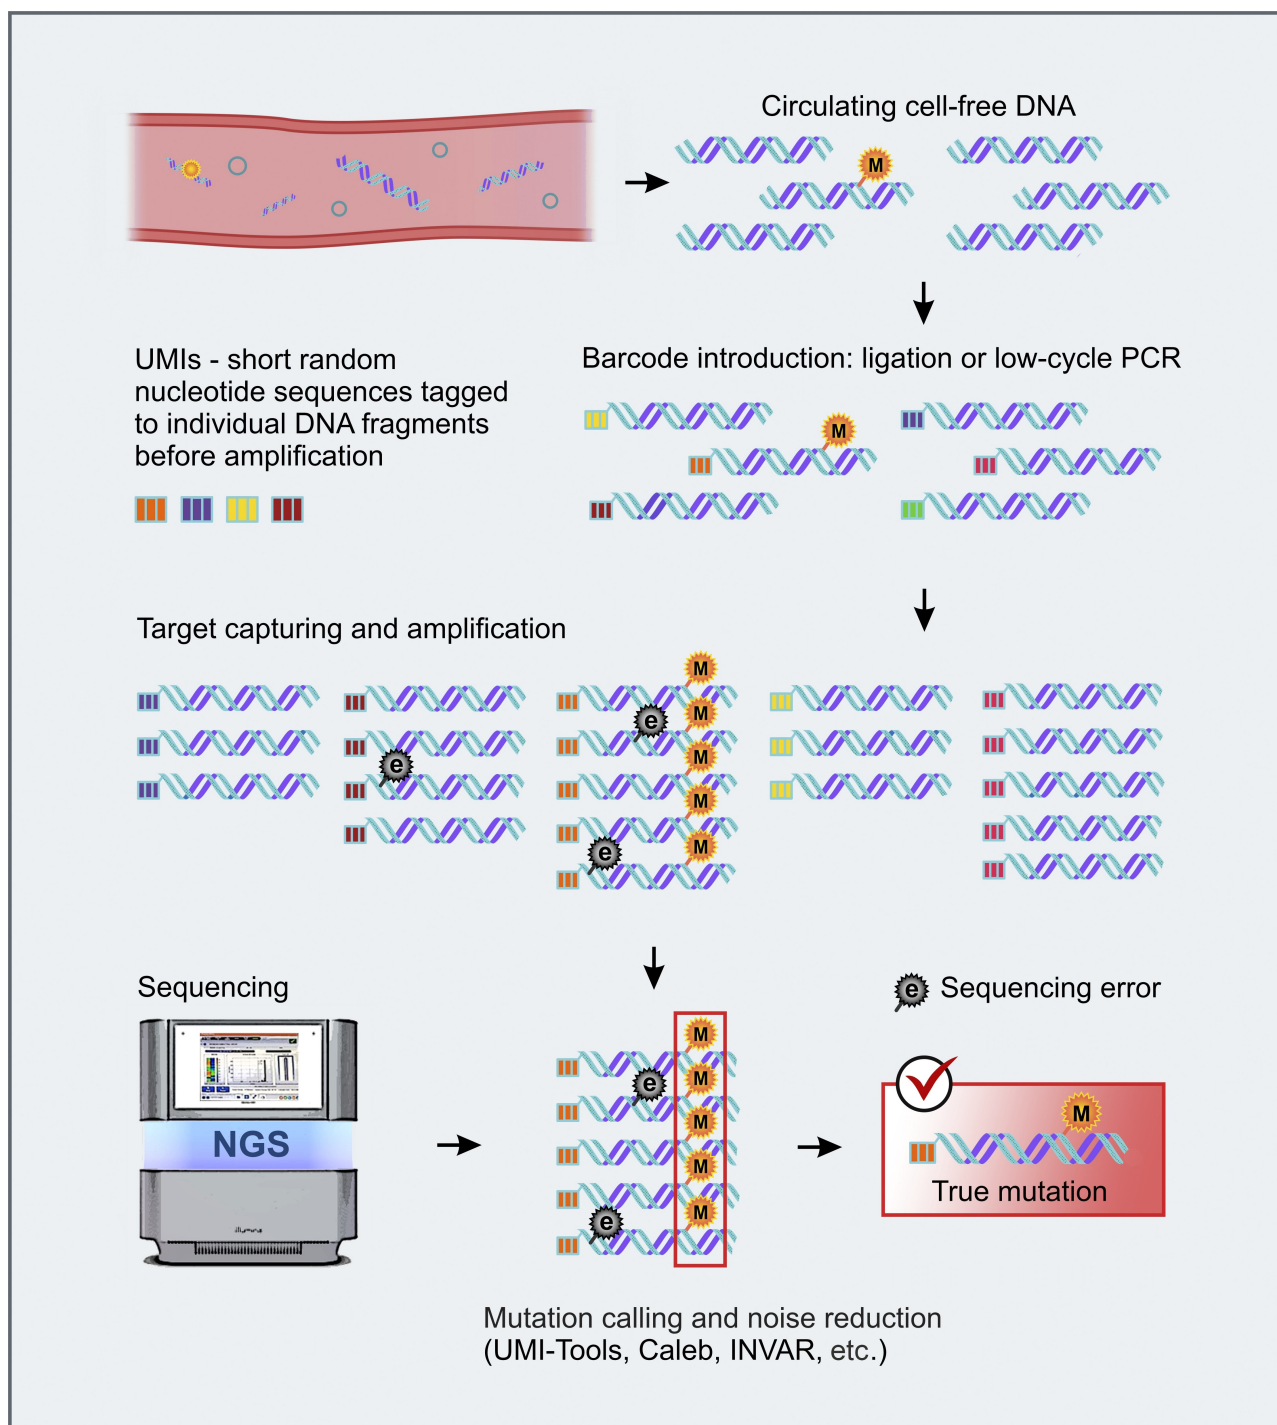 Circulating cell-free DNA
M
UMIs - short random
nucleotide sequences tagged
to individual DNA fragments
before amplification
Barcode introduction: ligation or low-cycle PCR
M
Target capturing and amplification
M
e
M
e
M
M
e
M
Sequencing
NGS
illumina
M
e
M
M
M
e
M
e Sequencing error
M
True mutation
Mutation calling and noise reduction
(UMI-Tools, Caleb, INVAR, etc.)